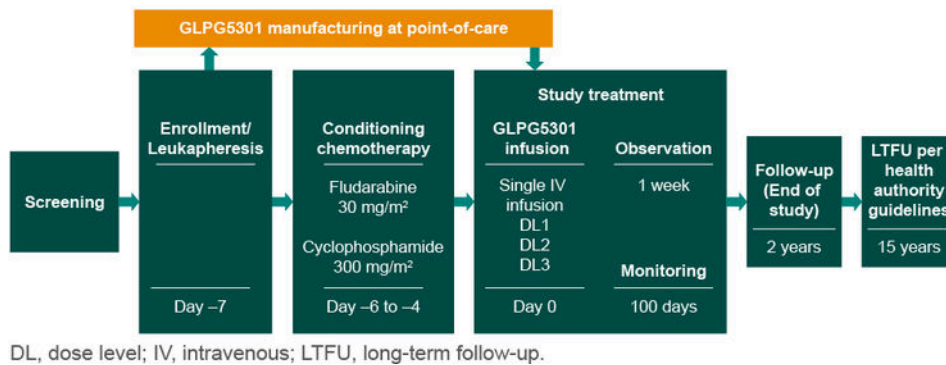 GLPG5301 manufacturing at point-of-care
Screening
Enrollment/
Leukapheresis
Day –7
Conditioning
chemotherapy
Fludarabine
30 mg/m²
Cyclophosphamide
300 mg/m²
Day –6 to –4
Study treatment
GLPG5301
infusion
Single IV
infusion
DL1
DL2
DL3
Day 0
Observation
1 week
Monitoring
100 days
Follow-up
(End of
study)
2 years
LTFU per
health
authority
guidelines
15 years
DL, dose level; IV, intravenous; LTFU, long-term follow-up.